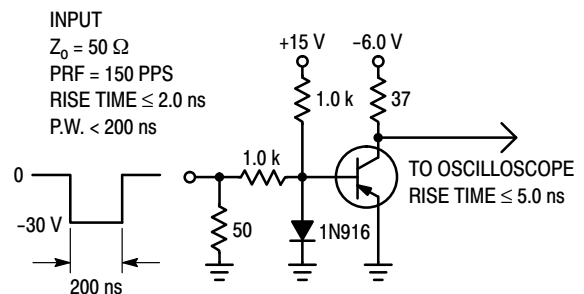 INPUT
Zo = 50 Ω
PRF = 150 PPS
RISE TIME ≤ 2.0 ns
P.W. < 200 ns
+15 V
−6.0 V
1.0 k
37
1.0 k
TO OSCILLOSCOPE
RISE TIME ≤ 5.0 ns
0
−30 V
50
1N916
200 ns